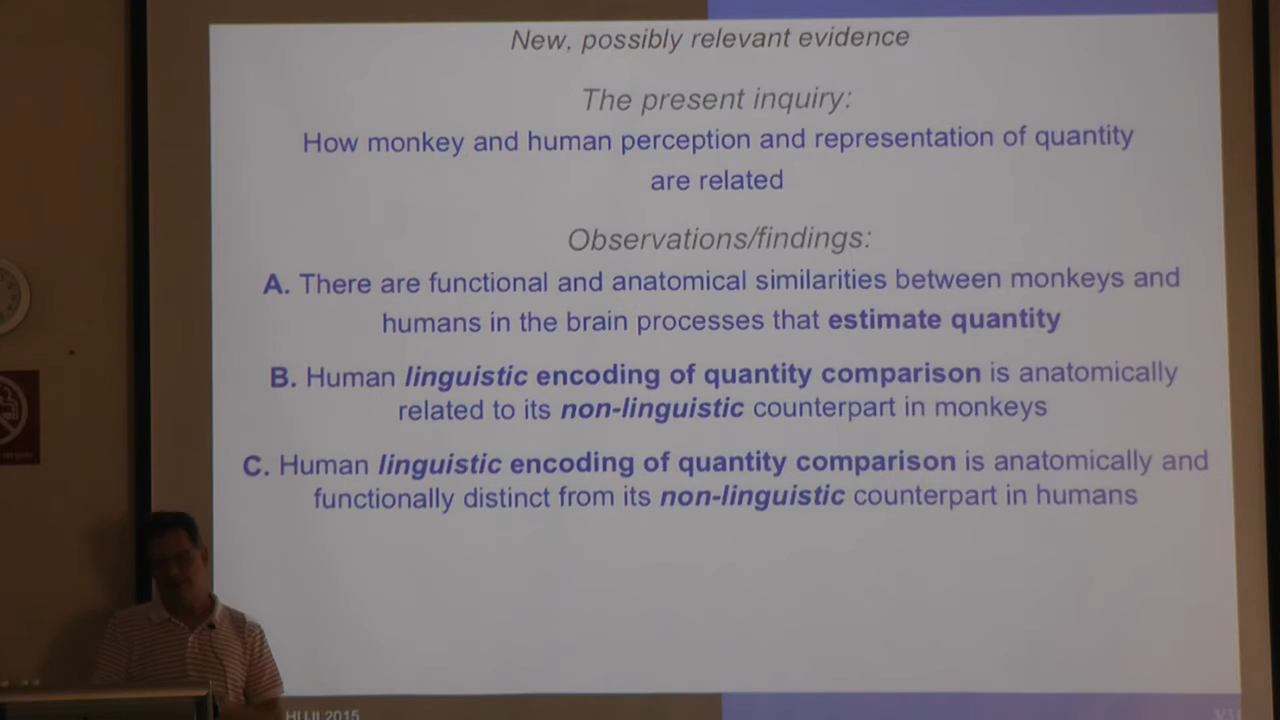 New, possibly relevant evidence
The present inquiry:
How monkey and human perception and representation of quantity
are related
Observations/findings:
A. There are functional and anatomical similarities between monkeys and
humans in the brain processes that estimate quantity
B. Human linguistic encoding of quantity comparison is anatomically
related to its non-linguistic counterpart in monkeys
C. Human linguistic encoding of quantity comparison is anatomically and
functionally distinct from its non-linguistic counterpart in humans
HUJI 2015